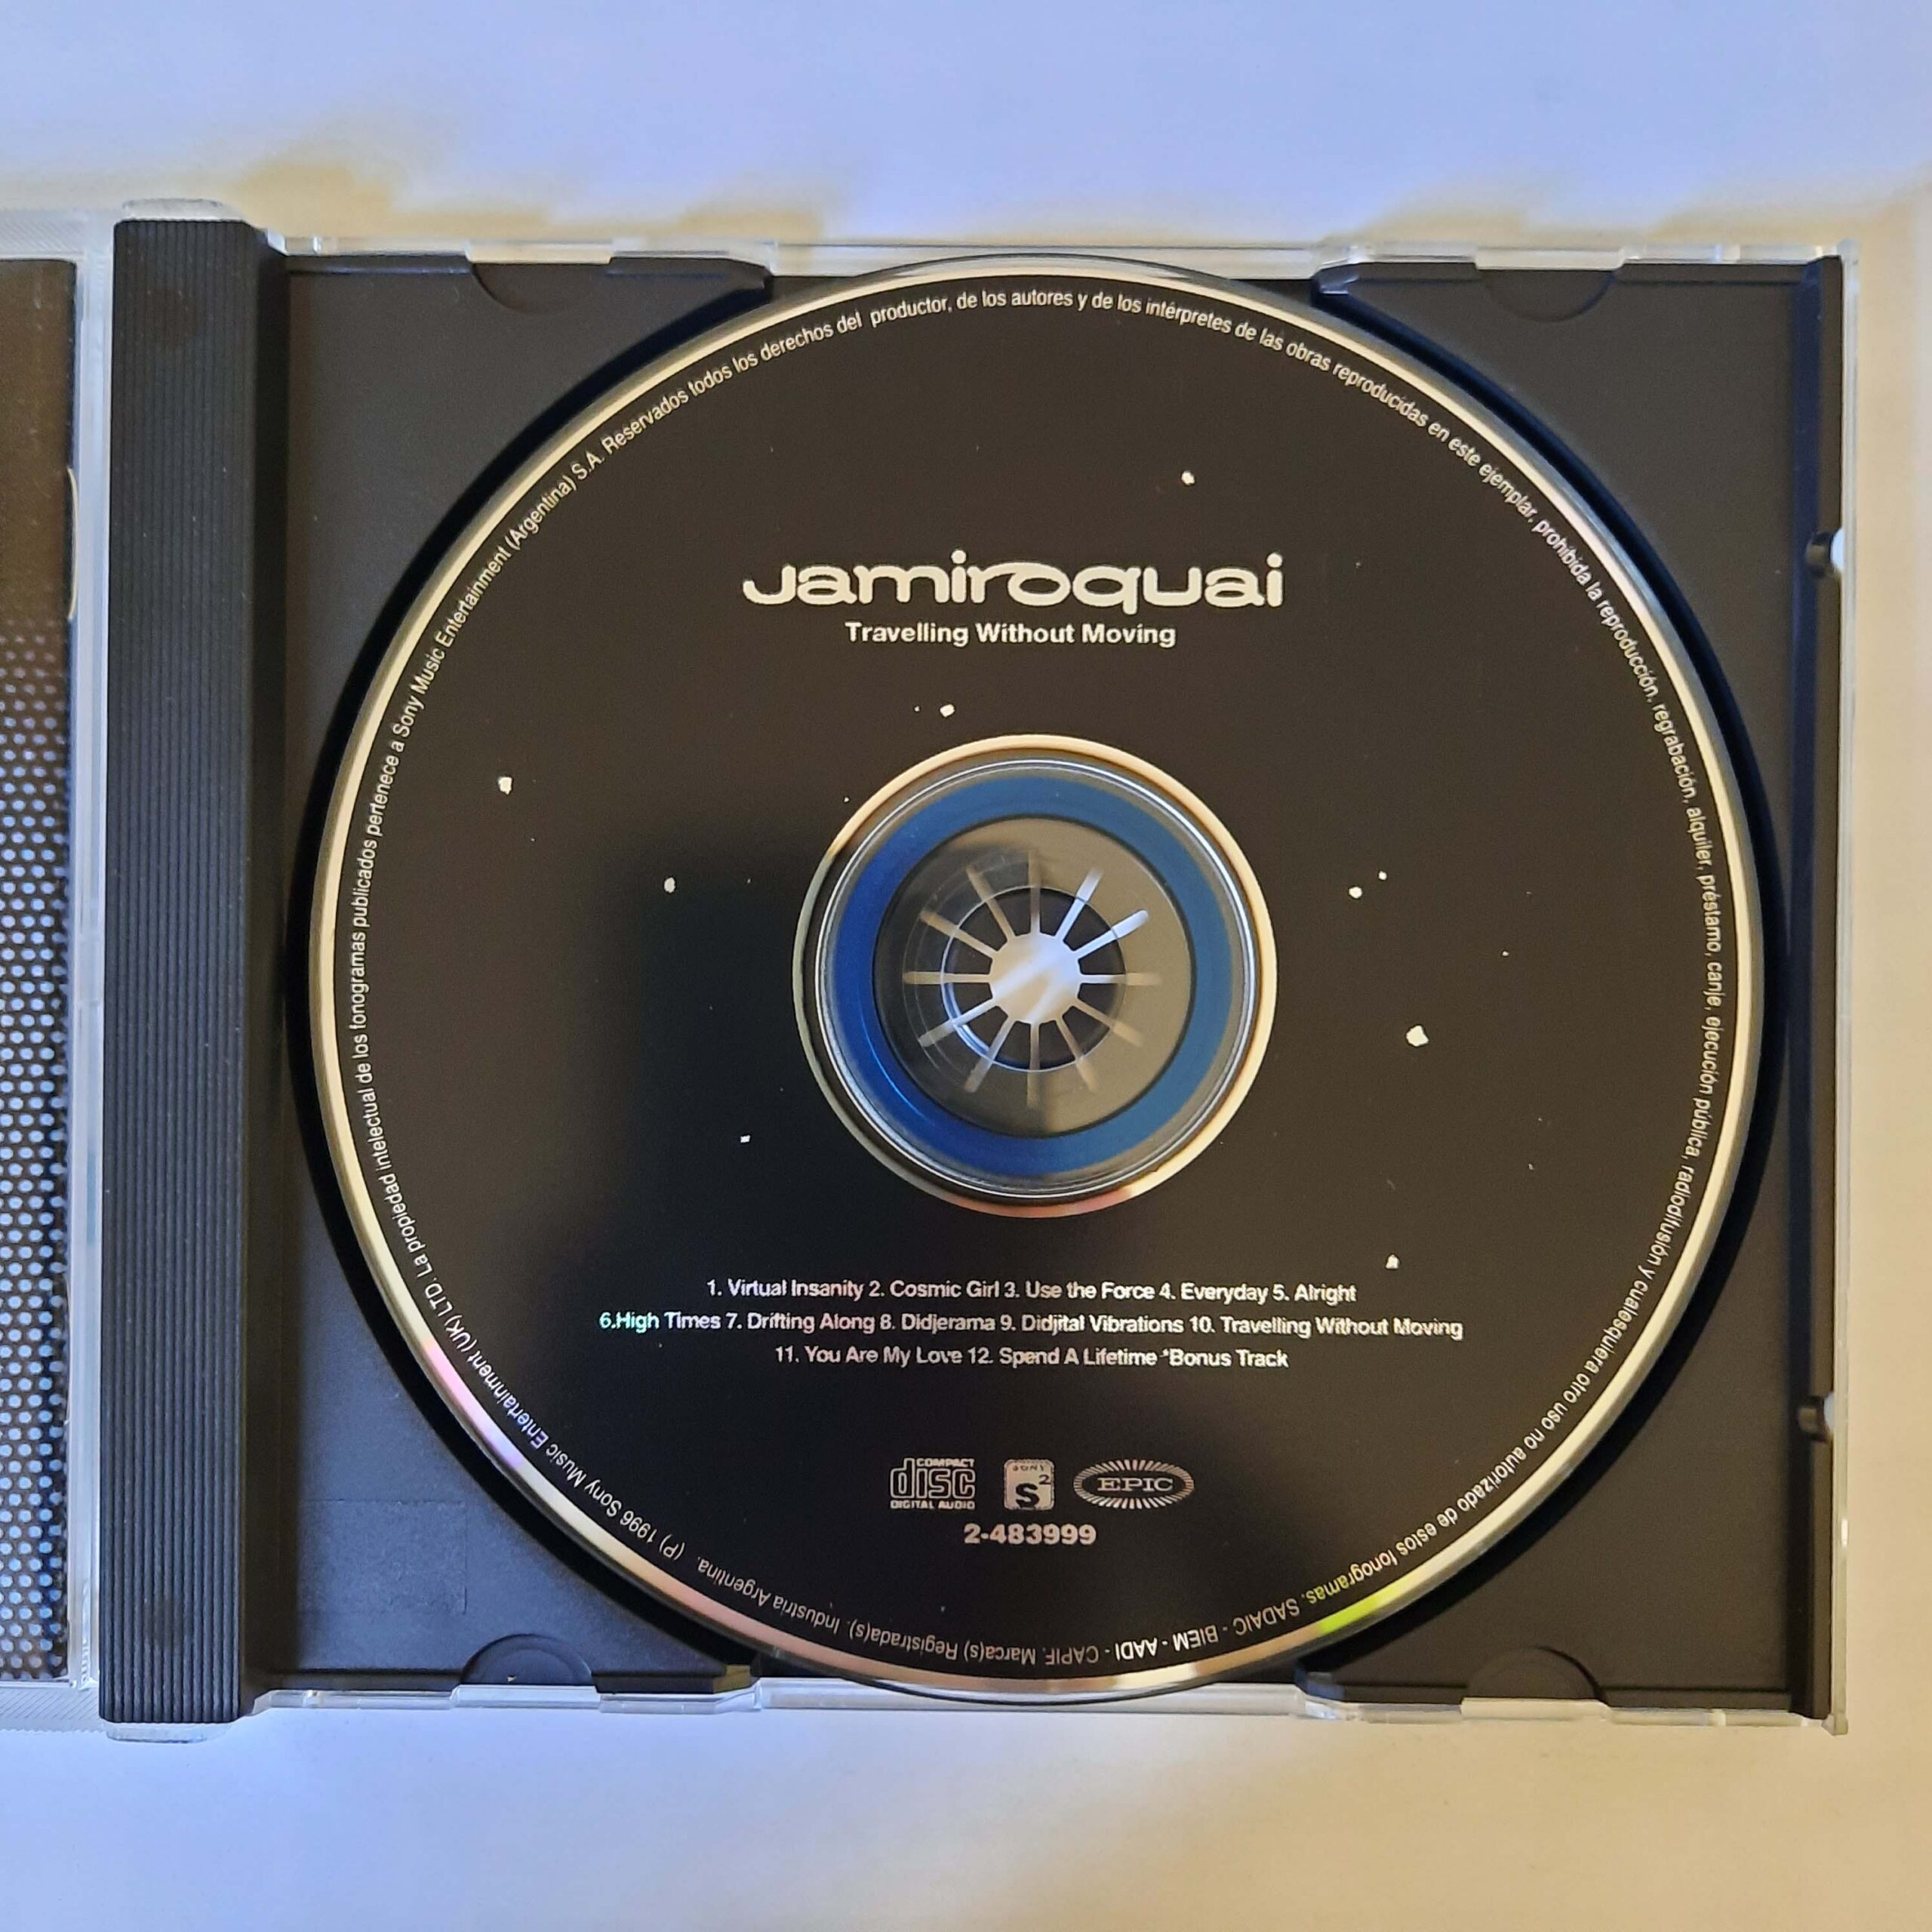 Jamiroquai
Travelling Without Moving
1. Virtual Insanity 2. Cosmic Girl 3. Use the Force 4. Everyday 5. Alright
6.High Times 7. Drifting Along 8. Didjerama 9. Didjital Vibrations 10. Travelling Without Moving
11. You Are My Love 12. Spend A Lifetime *Bonus Track
COMPACT
disc
DIGITAL AUDIO
SONY
S2
EPIC
2-483999
(P) 1996 Sony Music Entertainment (UK) LTD. La propiedad intelectual de los fonogramas publicados pertenece a Sony Music Entertainment (Argentina) S.A. Reservados todos los derechos del productor, de los autores y de los intérpretes de las obras reproducidas en este ejemplar, prohibida la reproducción, regrabación, alquiler, préstamo, canje, ejecución pública, radiodifusión y cualesquiera otro uso no autorizado de estos fonogramas. SADAIC - BIEM - AADI - CAPIF. Marca(s) Registrada(s). Industria Argentina.